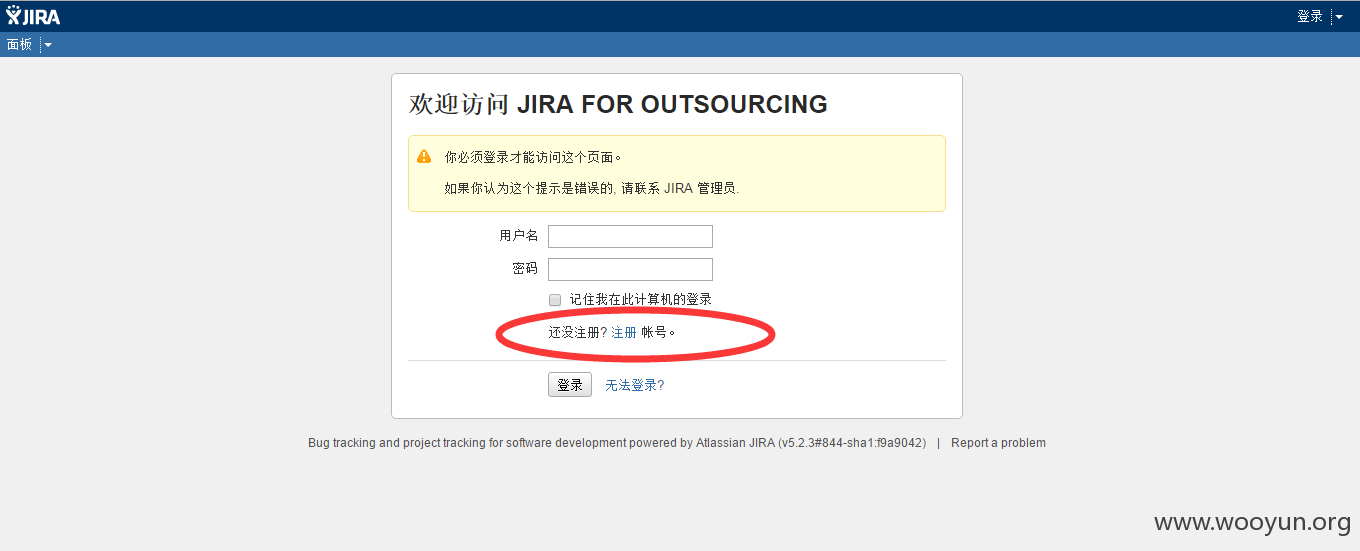 JIRA
登录
面板
欢迎访问 JIRA FOR OUTSOURCING
你必须登录才能访问这个页面。
如果你认为这个提示是错误的, 请联系 JIRA 管理员.
用户名
密码
记住我在此计算机的登录
还没注册? 注册 帐号。
登录 无法登录?
Bug tracking and project tracking for software development powered by Atlassian JIRA (v5.2.3#844-sha1:f9a9042) | Report a problem
www.wooyun.org